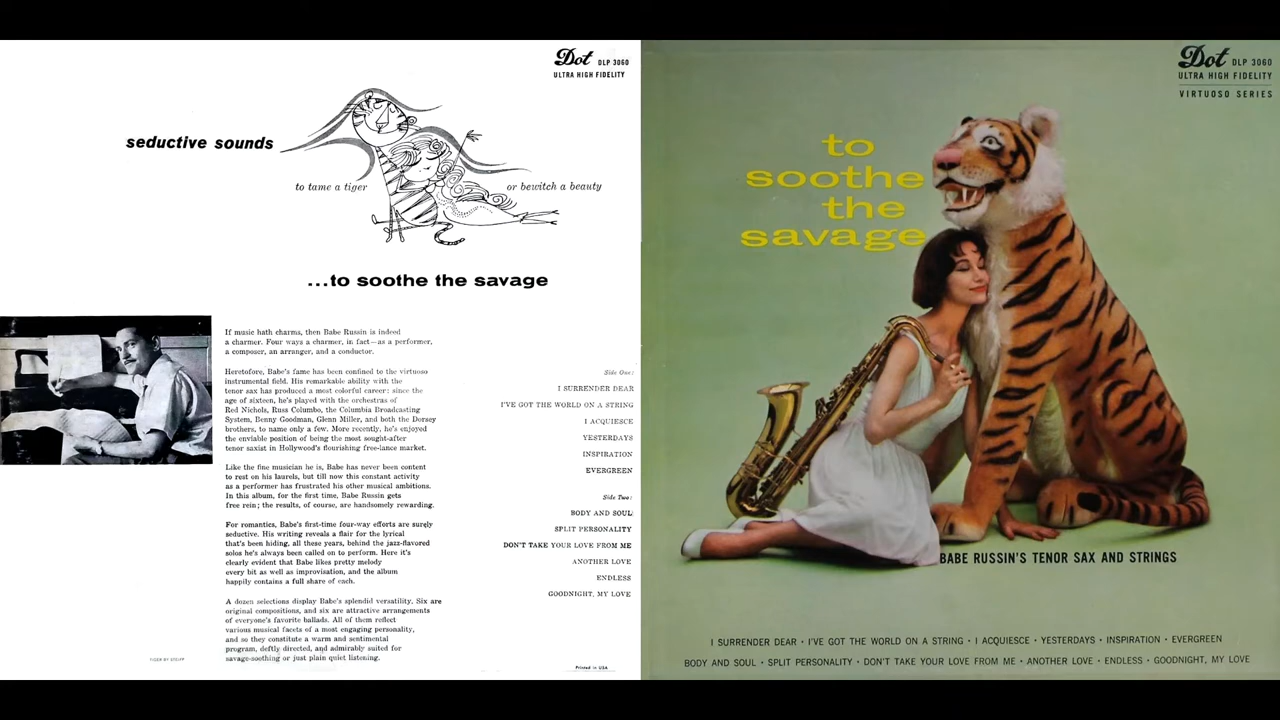 Dot DLP 3060
ULTRA HIGH FIDELITY
seductive sounds
to tame a tiger
or bewitch a beauty
...to soothe the savage
If music hath charms, then Babe Russin is indeed
a charmer. Four ways a charmer, in fact—as a performer,
a composer, an arranger, and a conductor.
Heretofore, Babe's fame has been confined to the virtuoso
instrumental field. His remarkable ability with the
tenor sax has produced a most colorful career: since the
age of sixteen, he's played with the orchestras of
Red Nichols, Russ Columbo, the Columbia Broadcasting
System, Benny Goodman, Glenn Miller, and both the Dorsey
brothers, to name only a few. More recently, he's enjoyed
the enviable position of being the most sought-after
tenor saxist in Hollywood's flourishing free-lance market.
Like the fine musician he is, Babe has never been content
to rest on his laurels, but till now this constant activity
as a performer has frustrated his other musical ambitions.
In this album, for the first time, Babe Russin gets
free rein; the results, of course, are handsomely rewarding.
For romantics, Babe's first-time four-way efforts are surely
seductive. His writing reveals a flair for the lyrical
that's been hiding, all these years, behind the jazz-flavored
solos he's always been called on to perform. Here it's
clearly evident that Babe likes pretty melody
every bit as well as improvisation, and the album
happily contains a full share of each.
A dozen selections display Babe's splendid versatility. Six are
original compositions, and six are attractive arrangements
of everyone's favorite ballads. All of them reflect
various musical facets of a most engaging personality,
and so they constitute a warm and sentimental
program, deftly directed, and admirably suited for
savage-soothing or just plain quiet listening.
TIGER BY STEIFF
Side One:
I SURRENDER DEAR
I'VE GOT THE WORLD ON A STRING
I ACQUIESCE
YESTERDAYS
INSPIRATION
EVERGREEN
Side Two:
BODY AND SOUL
SPLIT PERSONALITY
DON'T TAKE YOUR LOVE FROM ME
ANOTHER LOVE
ENDLESS
GOODNIGHT, MY LOVE
Printed in USA
Dot DLP 3060
ULTRA HIGH FIDELITY
VIRTUOSO SERIES
to
soothe
the
savage
BABE RUSSIN'S TENOR SAX AND STRINGS
I SURRENDER DEAR • I'VE GOT THE WORLD ON A STRING • I ACQUIESCE • YESTERDAYS • INSPIRATION • EVERGREEN
BODY AND SOUL • SPLIT PERSONALITY • DON'T TAKE YOUR LOVE FROM ME • ANOTHER LOVE • ENDLESS • GOODNIGHT, MY LOVE